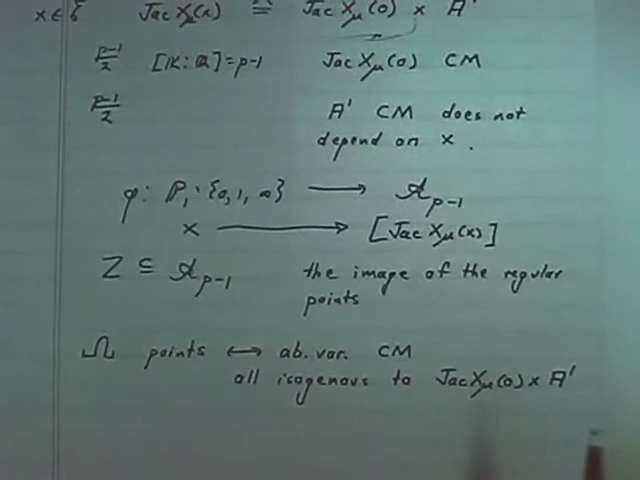 x ∈ ℰ Jac X_μ(x) ≅ Jac X_μ(0) × A'
p-1/2 [K:Q] = p-1 Jac X_μ(0) CM
p-1/2 A' CM does not
depend on x.
φ: P_1 \ {0, 1, ∞} ⟶ 𝒜_{p-1}
x ⟶ [Jac X_μ(x)]
Z ⊆ 𝒜_{p-1} the image of the regular
points
Ω points ↔ ab. var. CM
all isogenous to Jac X_μ(0) × A'